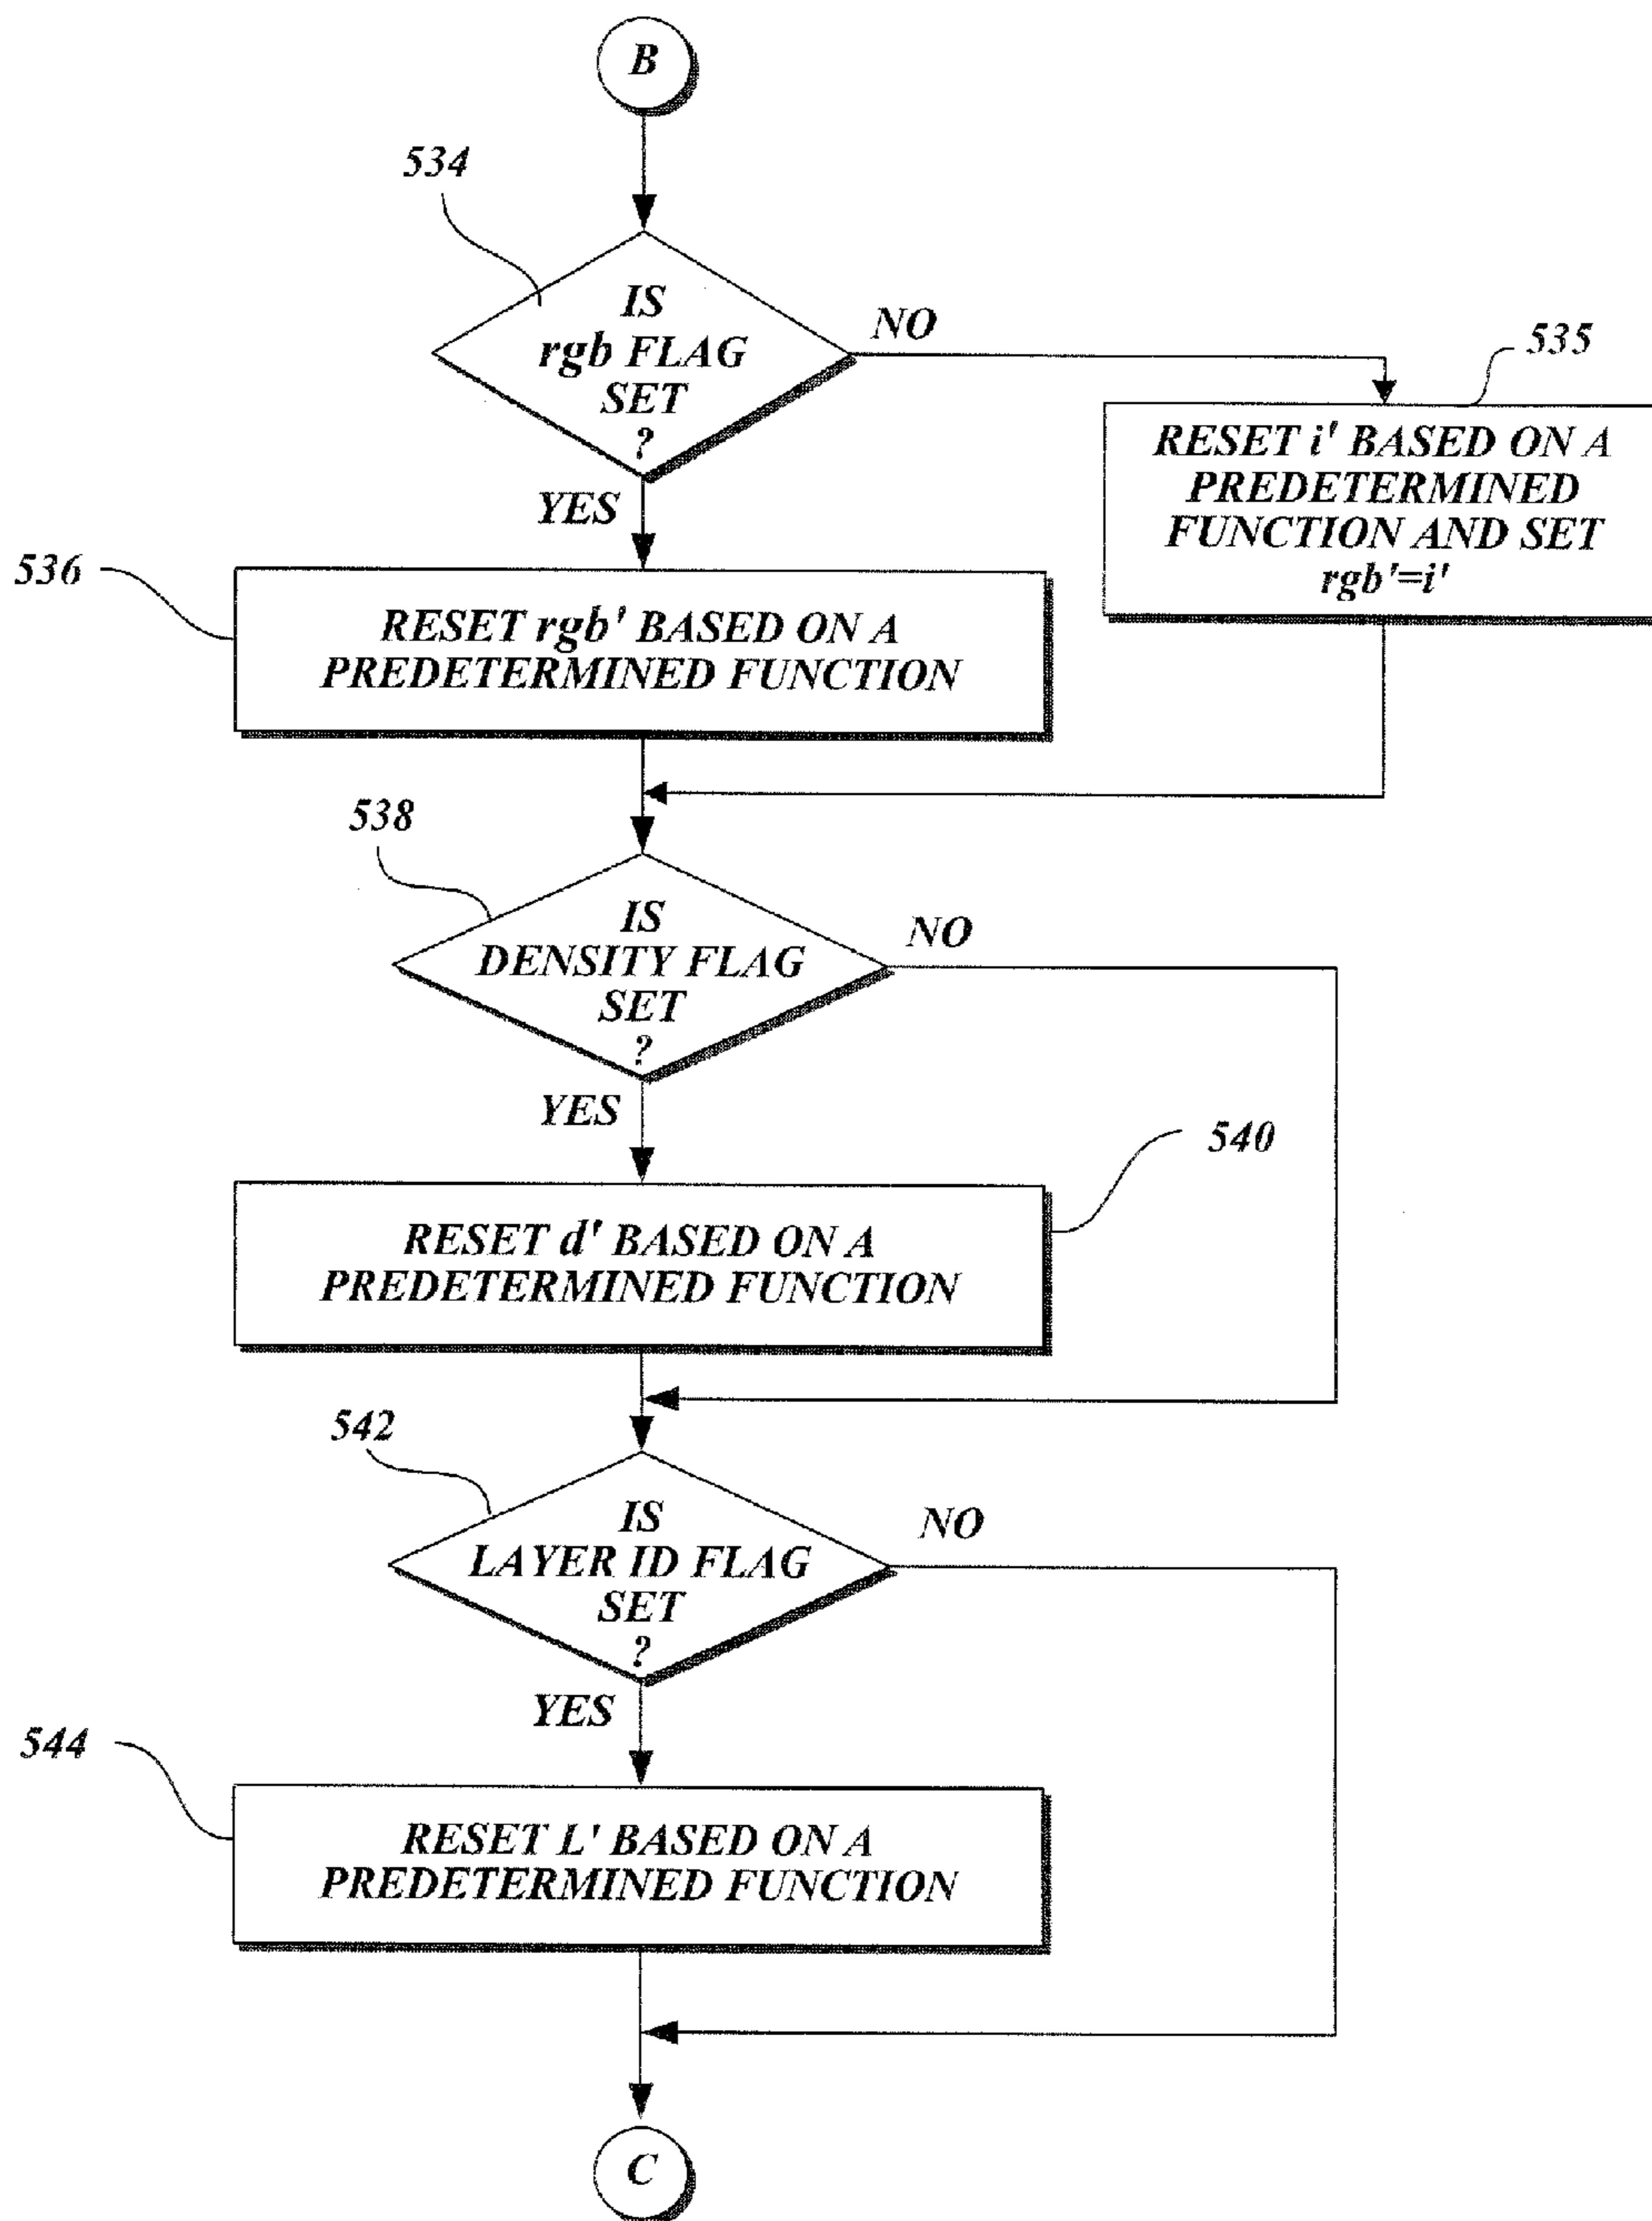 B
534
IS
rgb FLAG
SET
?
NO
YES
535
RESET i' BASED ON A
PREDETERMINED
FUNCTION AND SET
rgb'=i'
536
RESET rgb' BASED ON A
PREDETERMINED FUNCTION
538
IS
DENSITY FLAG
SET
?
NO
YES
540
RESET d' BASED ON A
PREDETERMINED FUNCTION
542
IS
LAYER ID FLAG
SET
?
NO
YES
544
RESET L' BASED ON A
PREDETERMINED FUNCTION
C